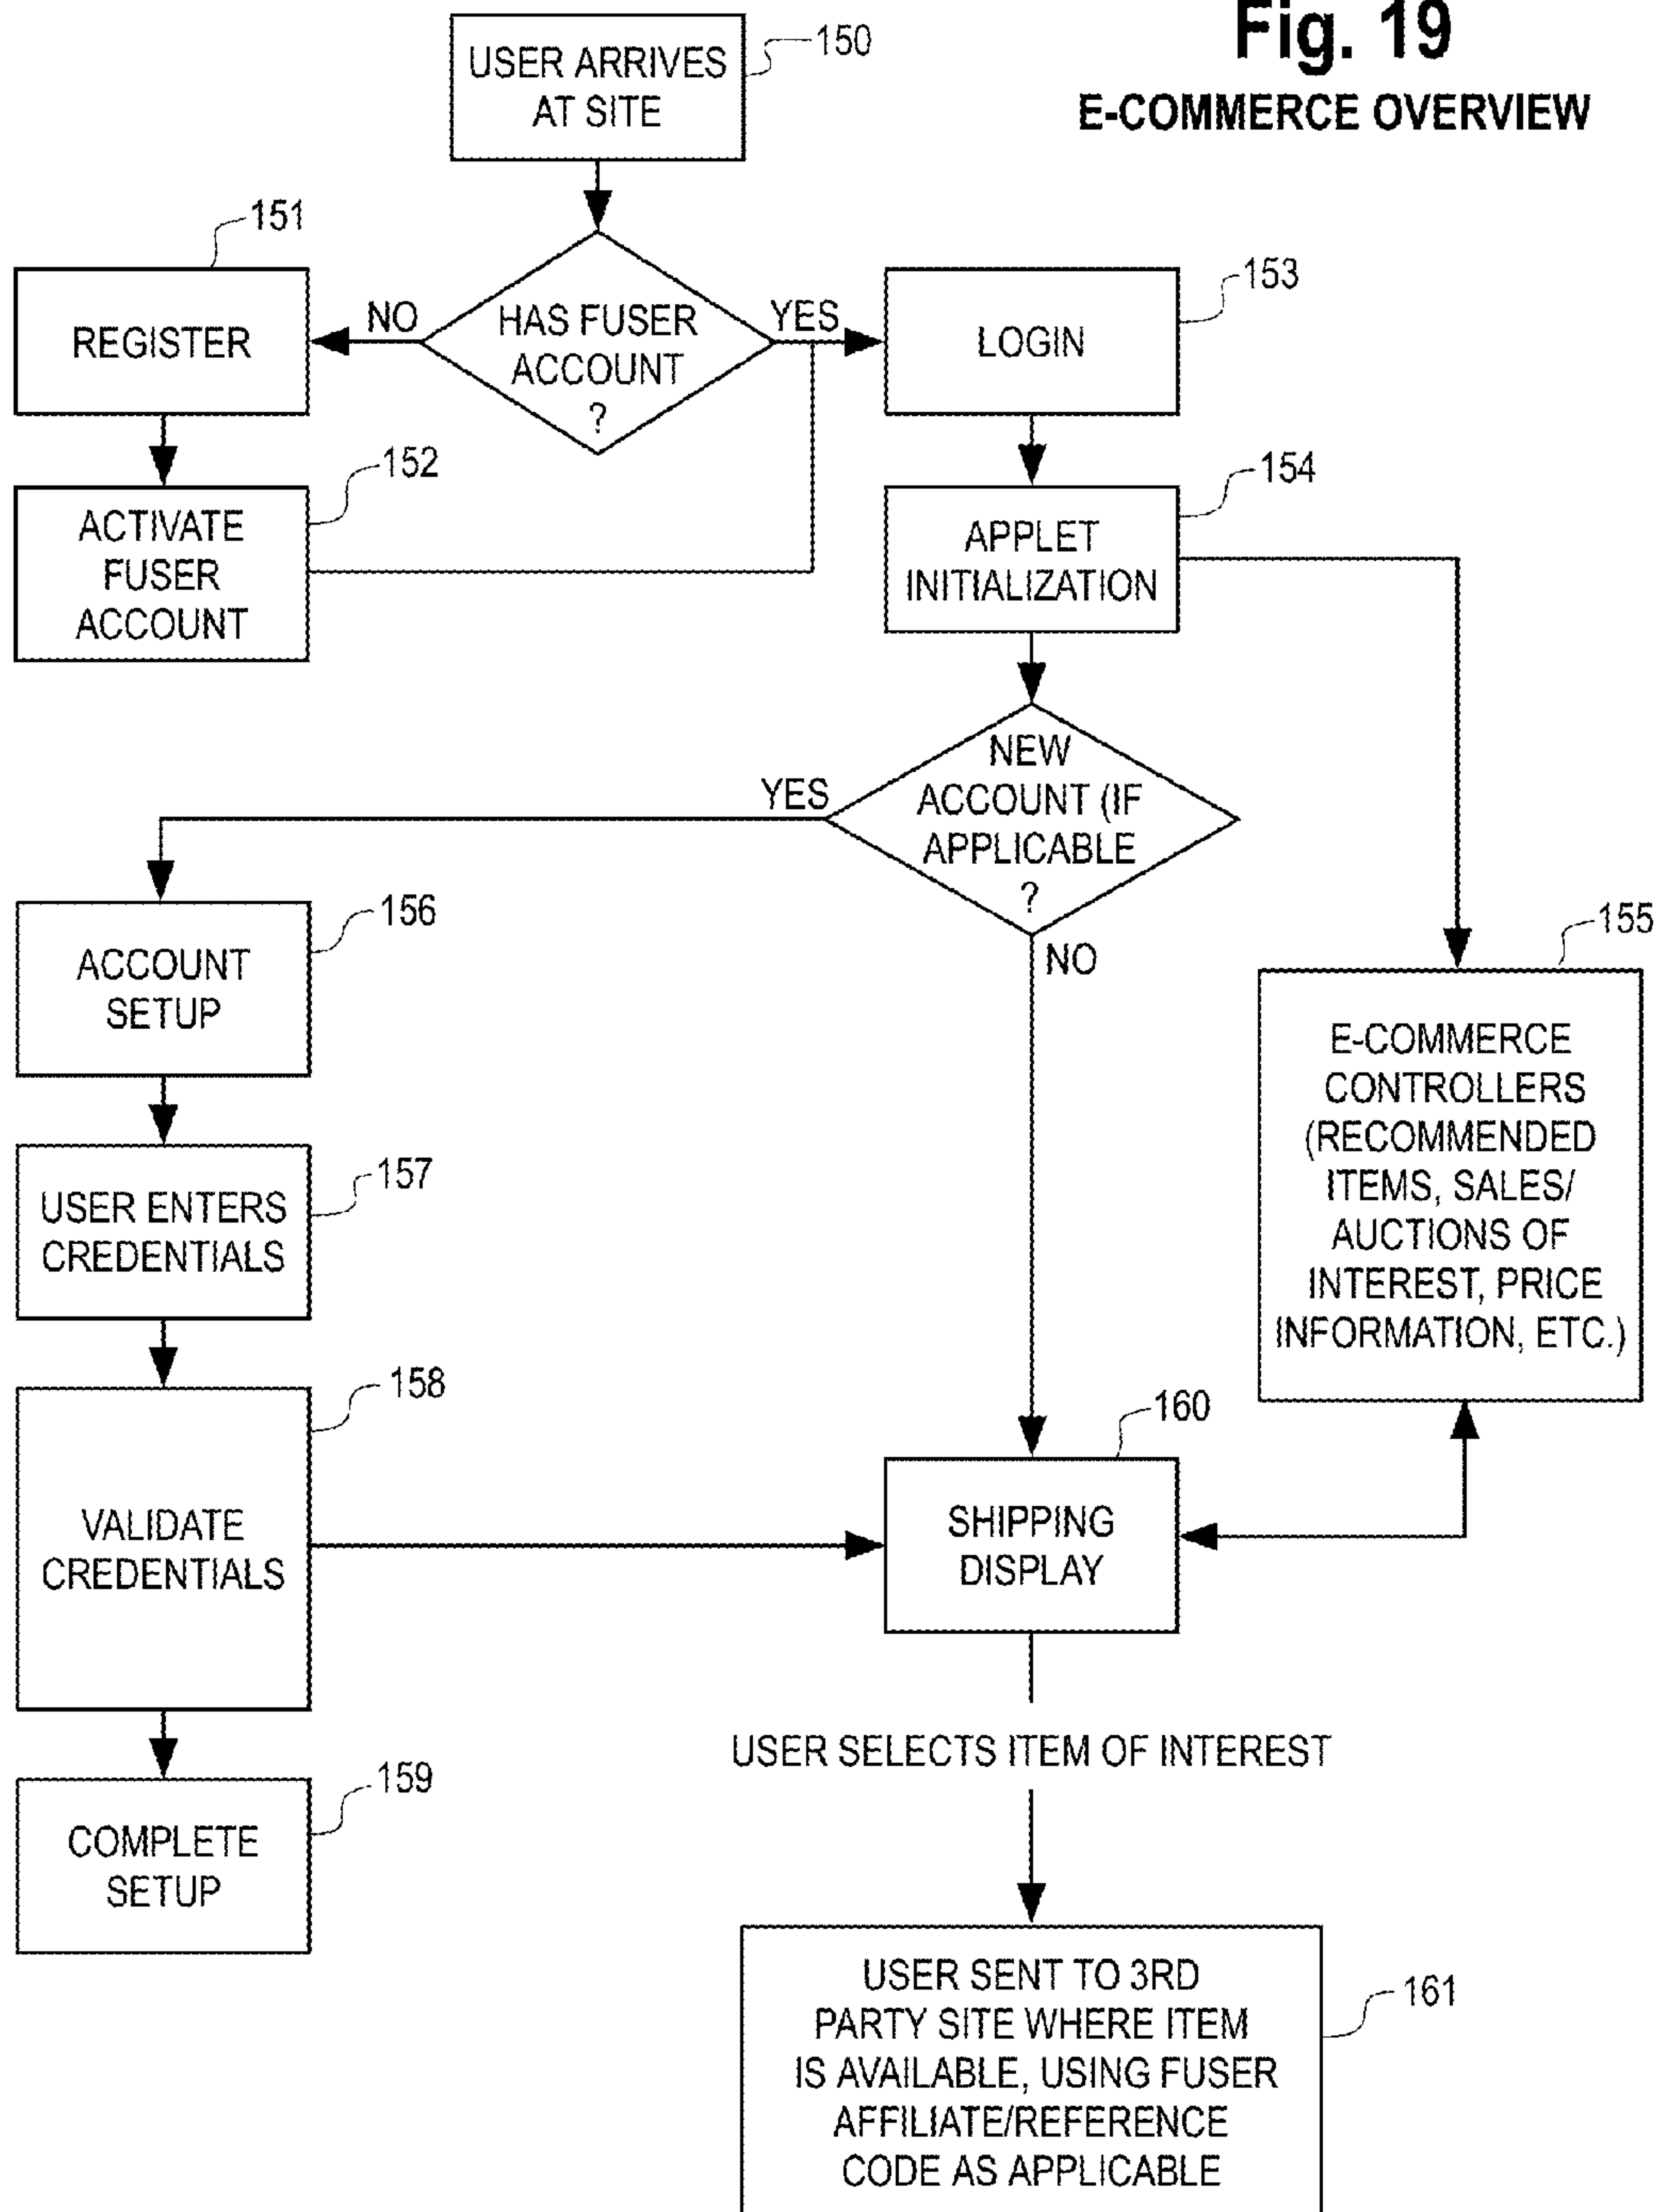 Fig. 19
E-COMMERCE OVERVIEW
150
USER ARRIVES
AT SITE
HAS FUSER
ACCOUNT
?
NO
YES
151
REGISTER
152
ACTIVATE
FUSER
ACCOUNT
153
LOGIN
154
APPLET
INITIALIZATION
NEW
ACCOUNT (IF
APPLICABLE
?
YES
NO
155
E-COMMERCE
CONTROLLERS
(RECOMMENDED
ITEMS, SALES/
AUCTIONS OF
INTEREST, PRICE
INFORMATION, ETC.)
156
ACCOUNT
SETUP
157
USER ENTERS
CREDENTIALS
158
VALIDATE
CREDENTIALS
159
COMPLETE
SETUP
160
SHIPPING
DISPLAY
USER SELECTS ITEM OF INTEREST
161
USER SENT TO 3RD
PARTY SITE WHERE ITEM
IS AVAILABLE, USING FUSER
AFFILIATE/REFERENCE
CODE AS APPLICABLE